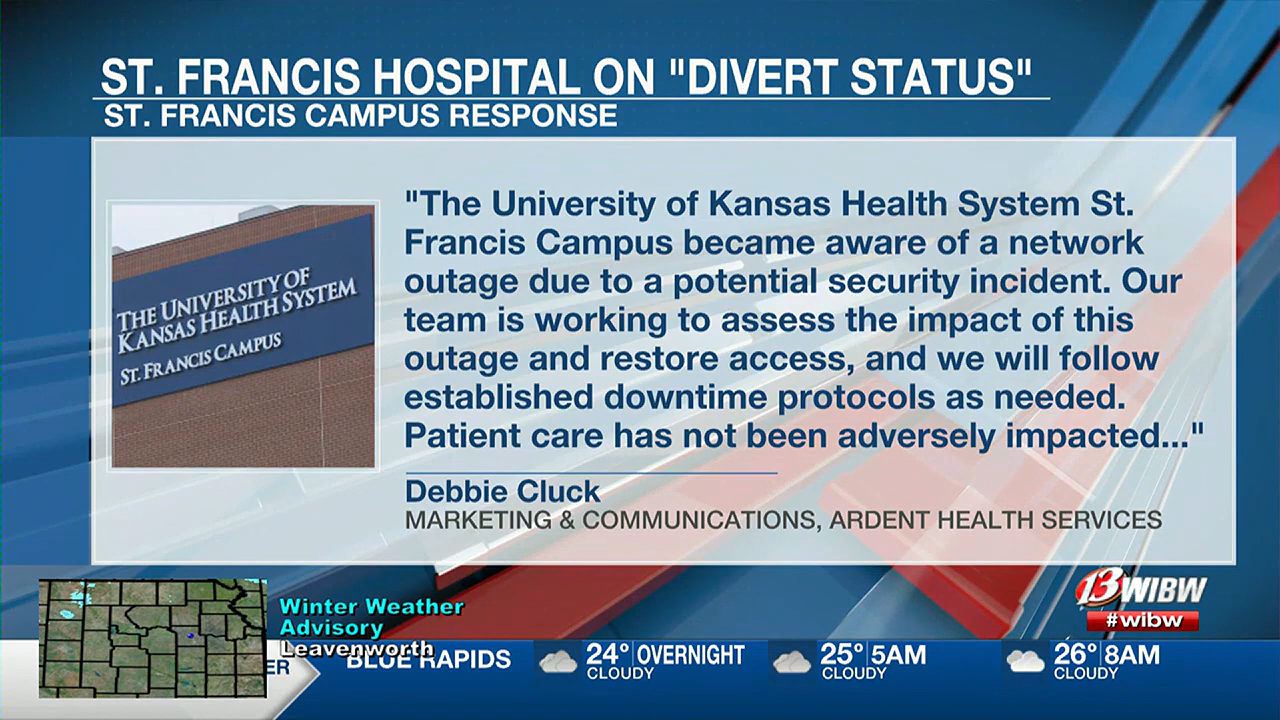 ST. FRANCIS HOSPITAL ON "DIVERT STATUS"
ST. FRANCIS CAMPUS RESPONSE
THE UNIVERSITY OF
KANSAS HEALTH SYSTEM
ST. FRANCIS CAMPUS
"The University of Kansas Health System St.
Francis Campus became aware of a network
outage due to a potential security incident. Our
team is working to assess the impact of this
outage and restore access, and we will follow
established downtime protocols as needed.
Patient care has not been adversely impacted..."
Debbie Cluck
MARKETING & COMMUNICATIONS, ARDENT HEALTH SERVICES
13 WIBW
#wibw
Winter Weather
Advisory
Leavenworth
ER
BLUE RAPIDS
24° OVERNIGHT
CLOUDY
25° 5AM
CLOUDY
26° 8AM
CLOUDY